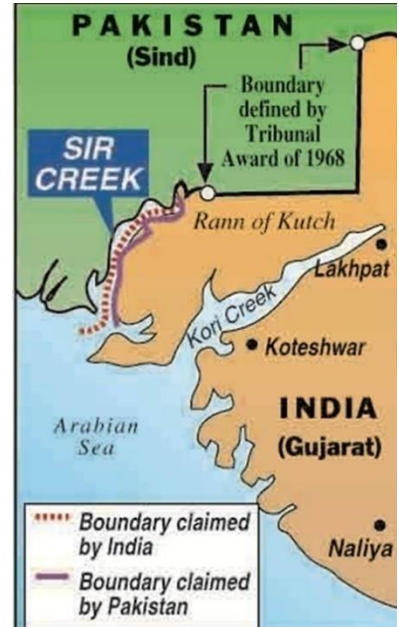 PAKISTAN
(Sind)
Boundary
defined by
Tribunal
Award of 1968
SIR
CREEK
Rann of Kutch
Lakhpat
Kori Creek
Koteshwar
INDIA
(Gujarat)
Arabian
Sea
Naliya
Boundary claimed
by India
Boundary claimed
by Pakistan